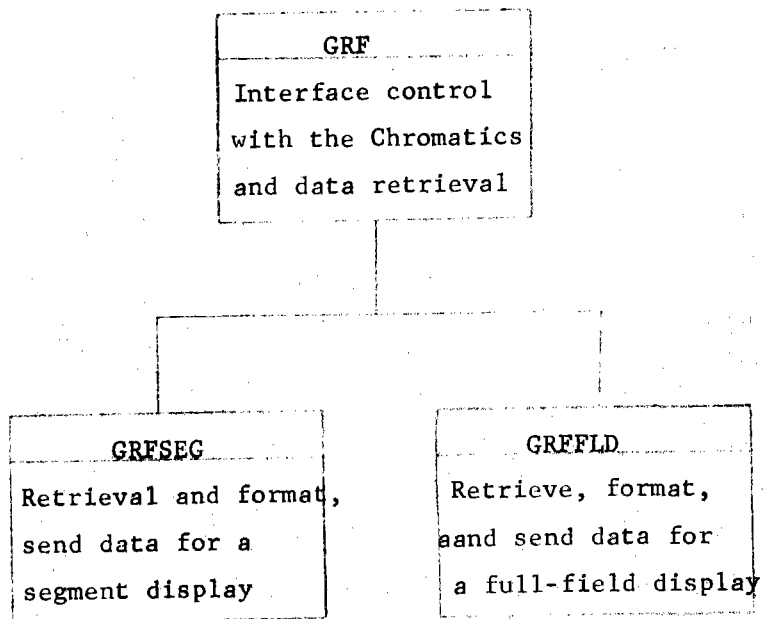 GRF
Interface control
with the Chromatics
and data retrieval
GRFSEG
Retrieval and format,
send data for a
segment display
GRFFLD
Retrieve, format,
aand send data for
a full-field display